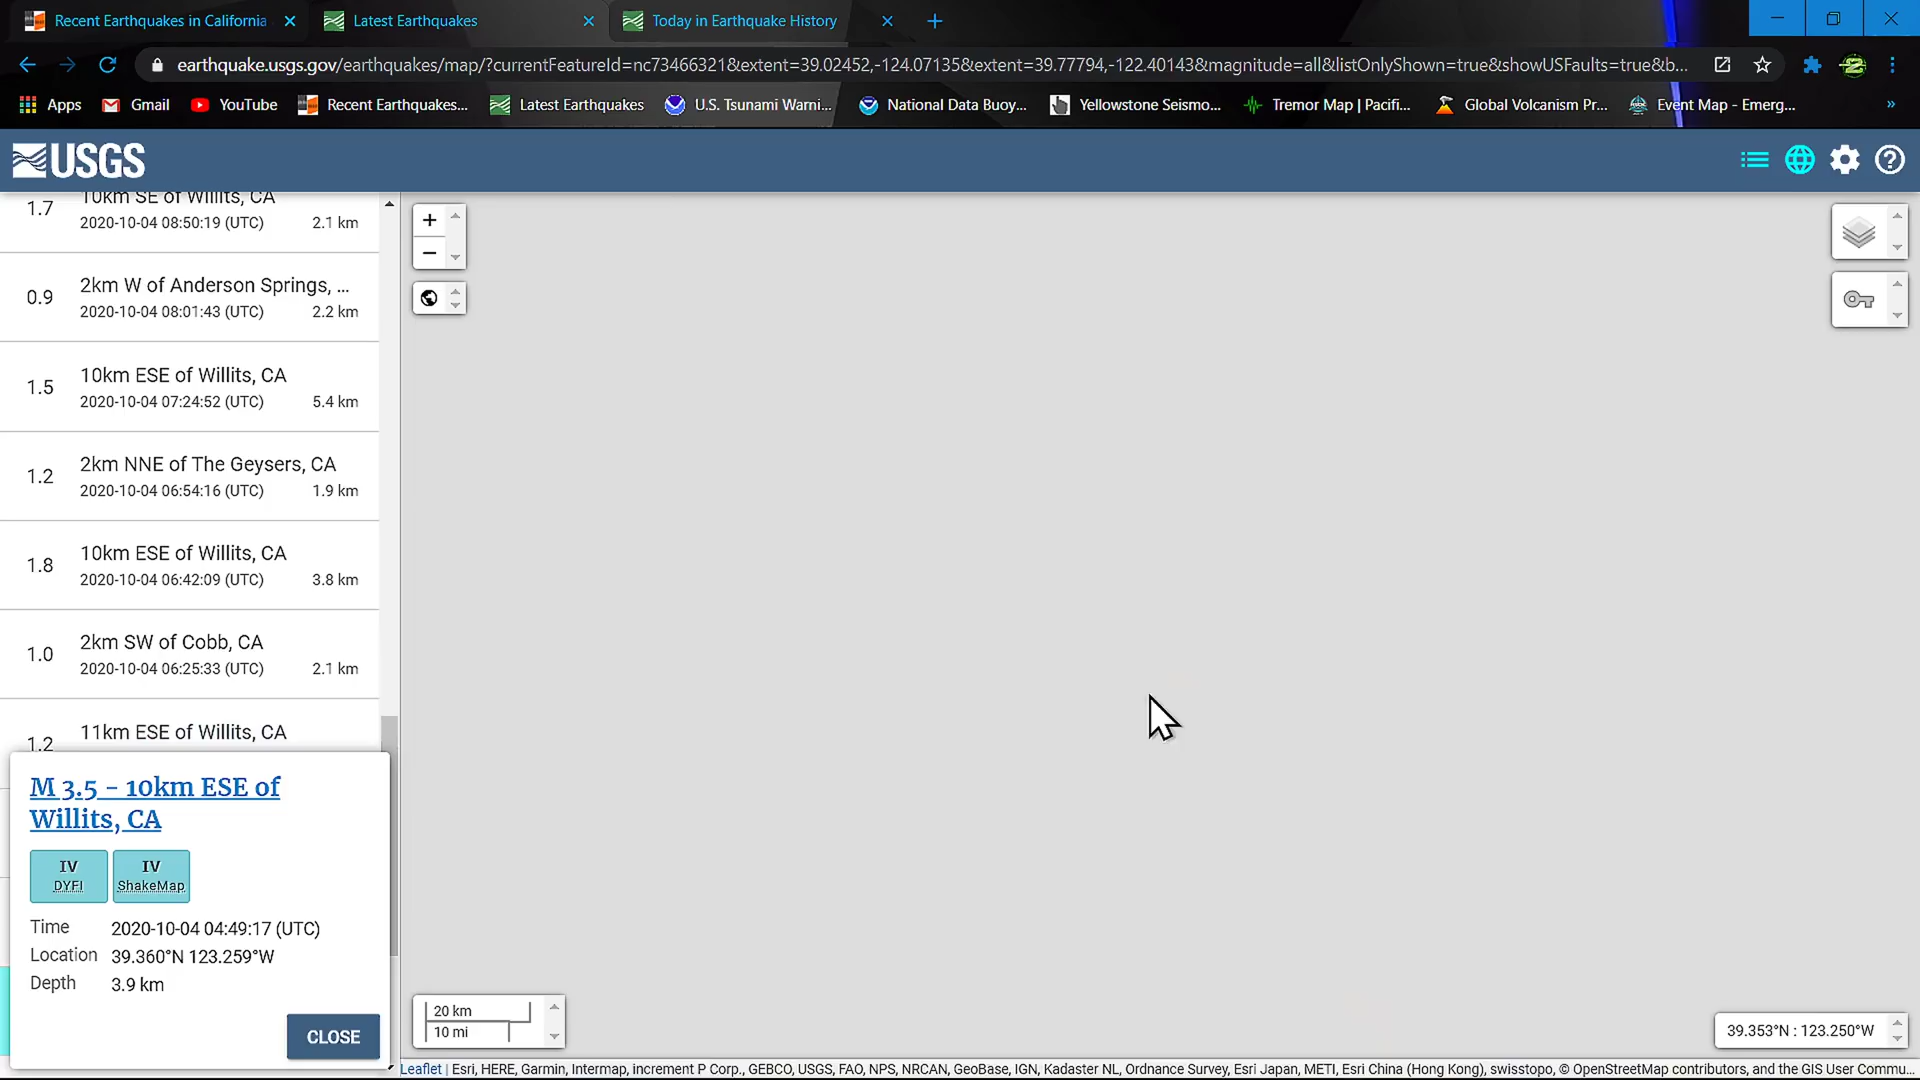 Recent Earthquakes in California
Latest Earthquakes
Today in Earthquake History
earthquake.usgs.gov/earthquakes/map/?currentFeatureId=nc73466321&extent=39.02452,-124.07135&extent=39.77794,-122.40143&magnitude=all&listOnlyShown=true&showUSFaults=true&b...
Apps
Gmail
YouTube
Recent Earthquakes...
Latest Earthquakes
U.S. Tsunami Warni...
National Data Buoy...
Yellowstone Seismo...
Tremor Map | Pacifi...
Global Volcanism Pr...
Event Map - Emerg...
»
USGS
1.7
10km SE of Willits, CA
2020-10-04 08:50:19 (UTC) 2.1 km
0.9
2km W of Anderson Springs, ...
2020-10-04 08:01:43 (UTC) 2.2 km
1.5
10km ESE of Willits, CA
2020-10-04 07:24:52 (UTC) 5.4 km
1.2
2km NNE of The Geysers, CA
2020-10-04 06:54:16 (UTC) 1.9 km
1.8
10km ESE of Willits, CA
2020-10-04 06:42:09 (UTC) 3.8 km
1.0
2km SW of Cobb, CA
2020-10-04 06:25:33 (UTC) 2.1 km
1.2
11km ESE of Willits, CA
M 3.5 - 10km ESE of
Willits, CA
IV
DYFI
IV
ShakeMap
Time 2020-10-04 04:49:17 (UTC)
Location 39.360°N 123.259°W
Depth 3.9 km
CLOSE
+
−
20 km
10 mi
39.353°N : 123.250°W
Leaflet | Esri, HERE, Garmin, Intermap, increment P Corp., GEBCO, USGS, FAO, NPS, NRCAN, GeoBase, IGN, Kadaster NL, Ordnance Survey, Esri Japan, METI, Esri China (Hong Kong), swisstopo, © OpenStreetMap contributors, and the GIS User Commu...